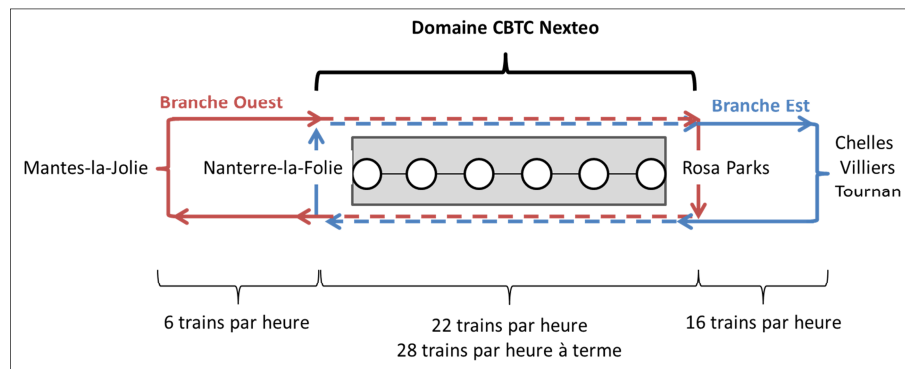 Domaine CBTC Nexteo
Branche Ouest
Branche Est
Mantes-la-Jolie
Nanterre-la-Folie
Rosa Parks
Chelles
Villiers
Tournan
6 trains par heure
22 trains par heure
28 trains par heure à terme
16 trains par heure